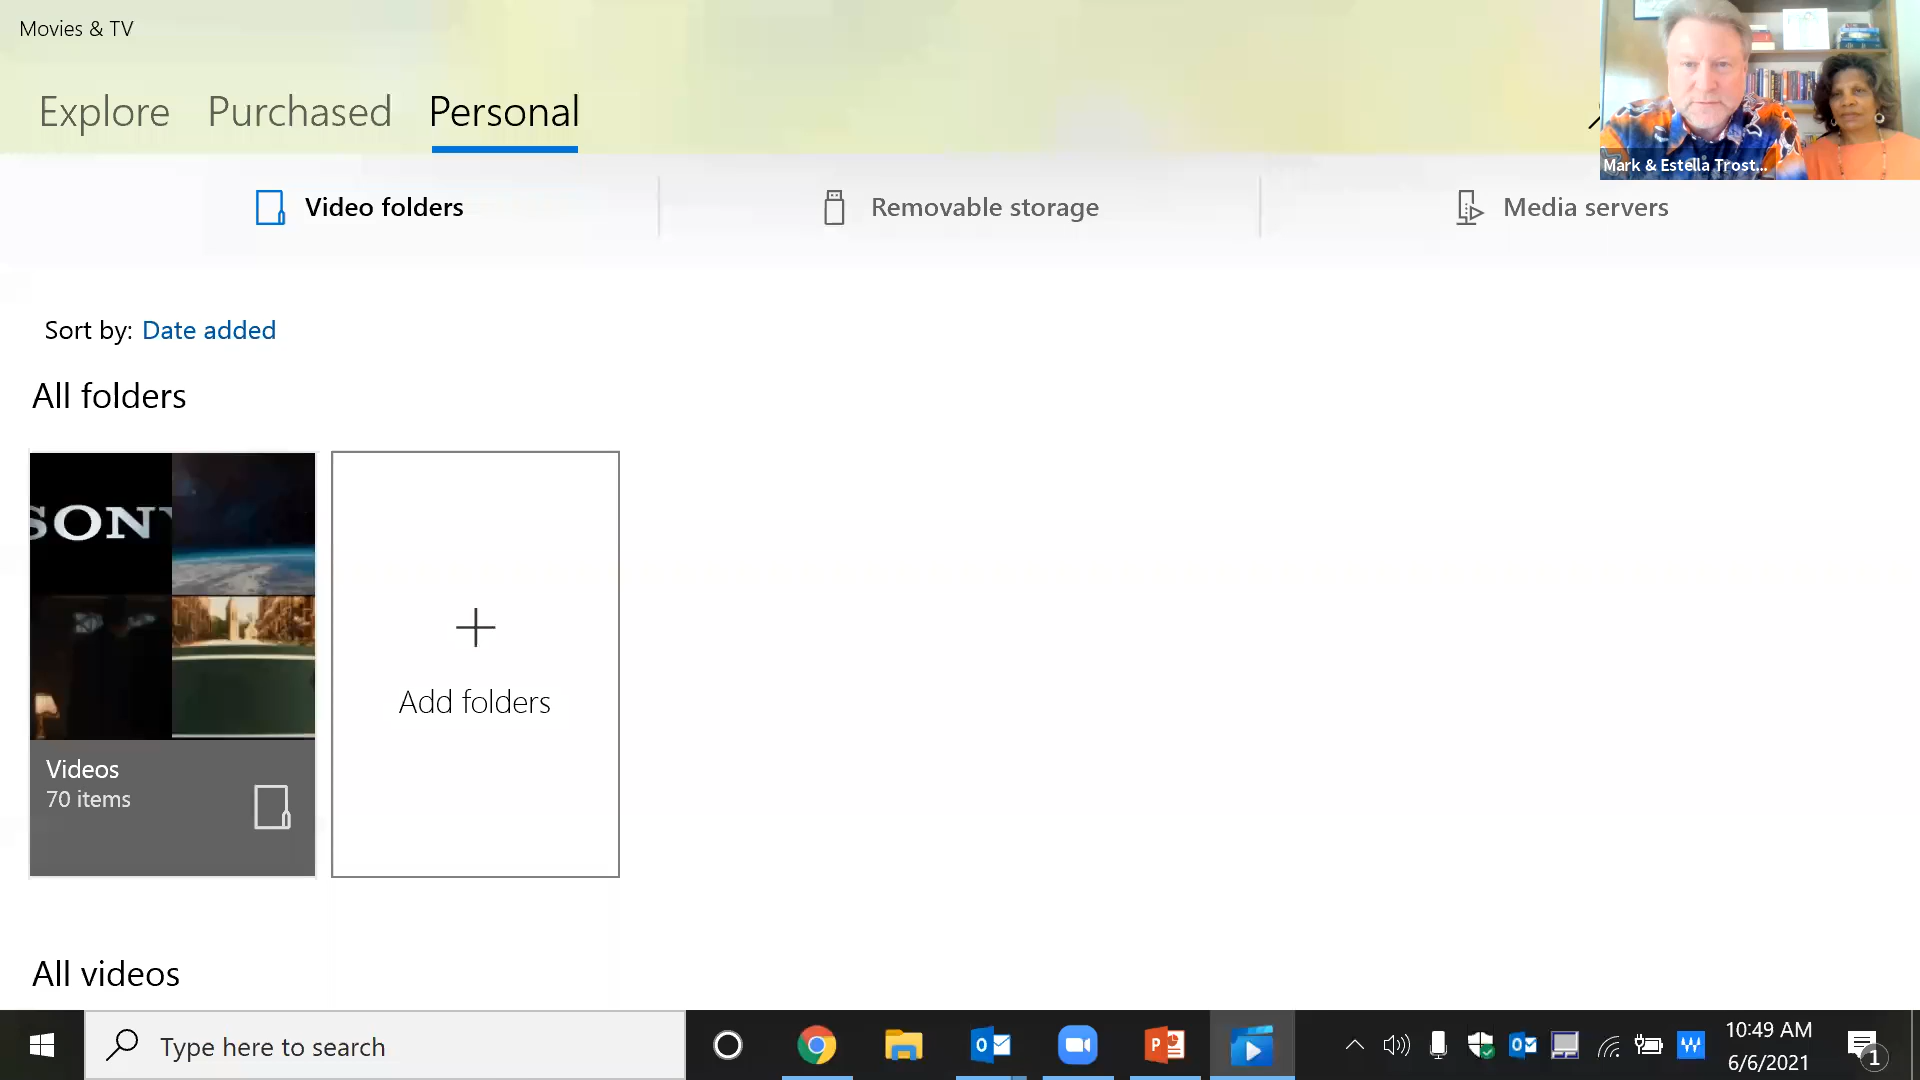 Movies & TV
Explore Purchased Personal
Mark & Estella Trost...
Video folders
Removable storage
Media servers
Sort by: Date added
All folders
SONY
Videos
70 items
Add folders
All videos
Type here to search
10:49 AM
6/6/2021
1